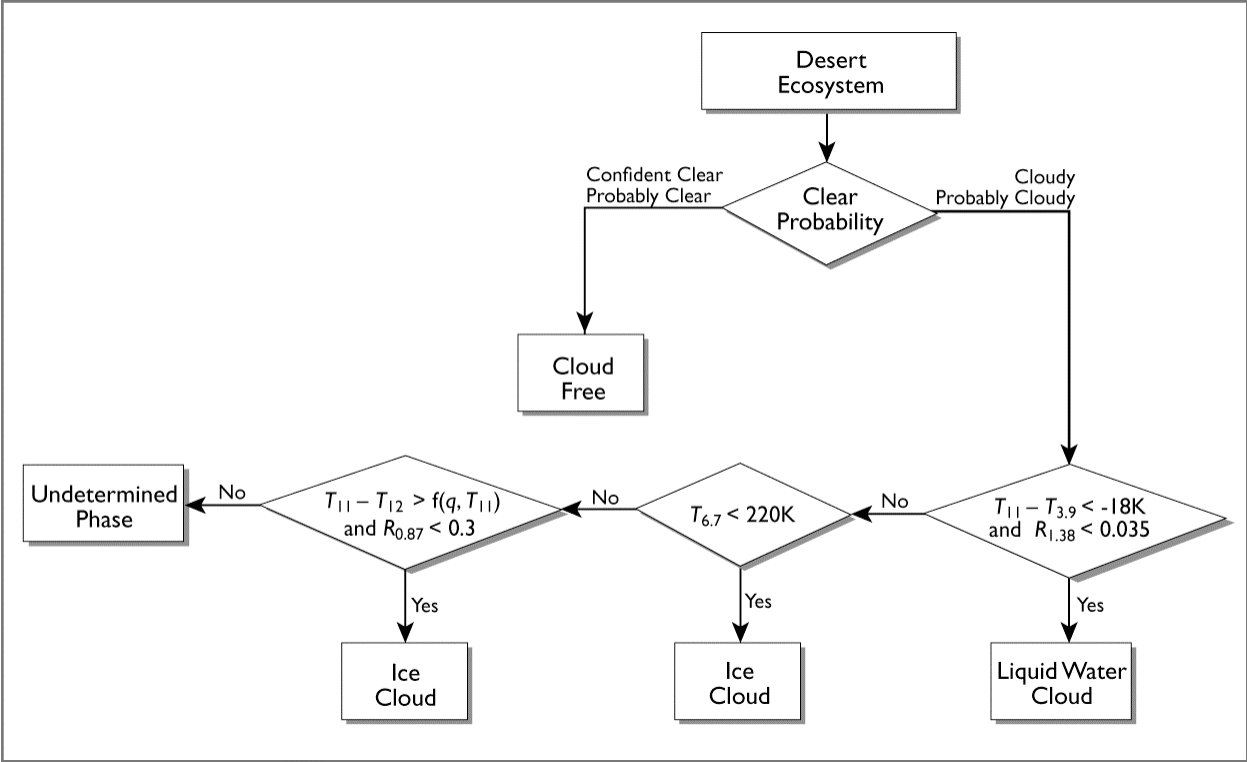 Desert
Ecosystem
Confident Clear
Probably Clear
Clear
Probability
Cloudy
Probably Cloudy
Cloud
Free
Undetermined
Phase
No
T₁₁ – T₁₂ > f(q, T₁₁)
and R₀.₈₇ < 0.3
No
T₆.₇ < 220K
No
T₁₁ – T₃.₉ < -18K
and R₁.₃₈ < 0.035
Yes
Yes
Yes
Ice
Cloud
Ice
Cloud
Liquid Water
Cloud